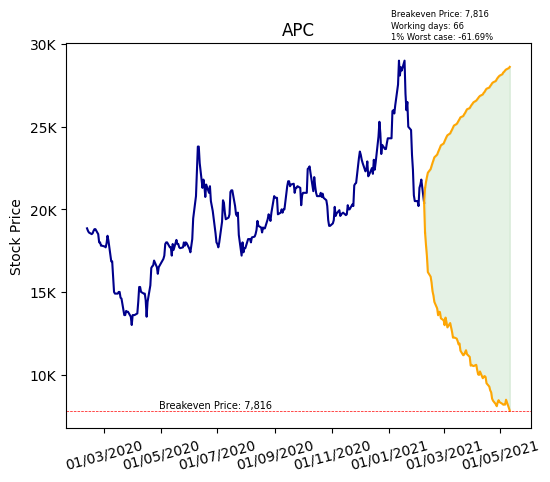 Breakeven Price: 7,816
Working days: 66
1% Worst case: -61.69%
APC
30K
25K
20K
15K
10K
Stock Price
Breakeven Price: 7,816
01/03/2020
01/05/2020
01/07/2020
01/09/2020
01/11/2020
01/01/2021
01/03/2021
01/05/2021